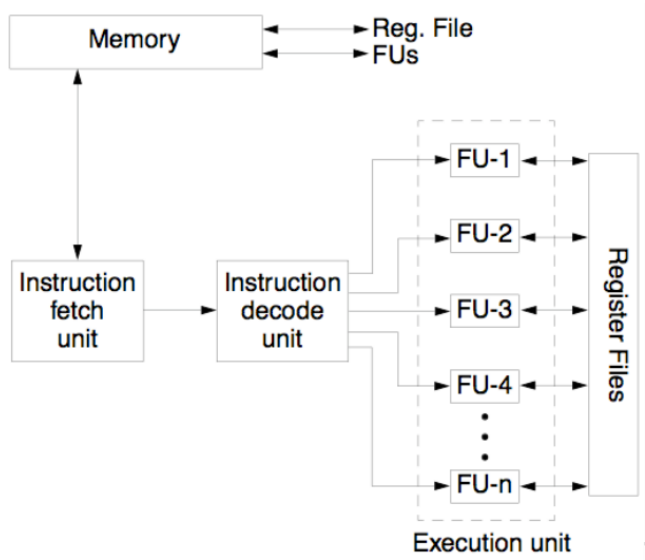 Memory
Reg. File
FUs
Instruction
fetch
unit
Instruction
decode
unit
FU-1
FU-2
FU-3
FU-4
FU-n
Register Files
Execution unit